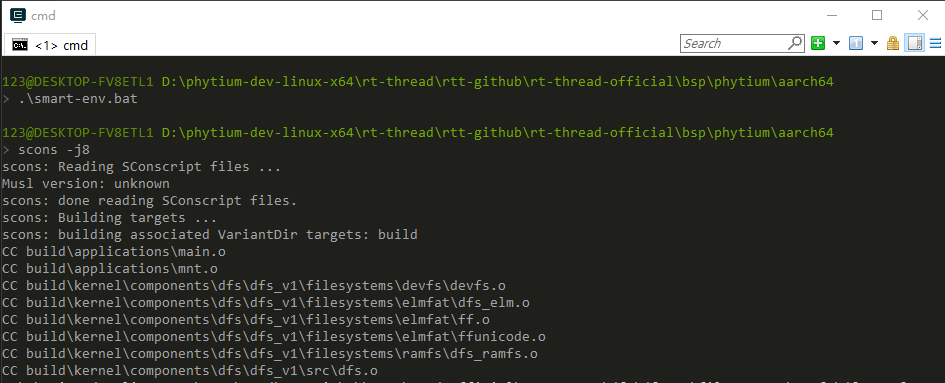 cmd
<1> cmd
Search
123@DESKTOP-FV8ETL1 D:\phytium-dev-linux-x64\rt-thread\rtt-github\rt-thread-official\bsp\phytium\aarch64
> .\smart-env.bat
123@DESKTOP-FV8ETL1 D:\phytium-dev-linux-x64\rt-thread\rtt-github\rt-thread-official\bsp\phytium\aarch64
> scons -j8
scons: Reading SConscript files ...
Musl version: unknown
scons: done reading SConscript files.
scons: Building targets ...
scons: building associated VariantDir targets: build
CC build\applications\main.o
CC build\applications\mnt.o
CC build\kernel\components\dfs\dfs_v1\filesystems\devfs\devfs.o
CC build\kernel\components\dfs\dfs_v1\filesystems\elmfat\dfs_elm.o
CC build\kernel\components\dfs\dfs_v1\filesystems\elmfat\ff.o
CC build\kernel\components\dfs\dfs_v1\filesystems\elmfat\ffunicode.o
CC build\kernel\components\dfs\dfs_v1\filesystems\ramfs\dfs_ramfs.o
CC build\kernel\components\dfs\dfs_v1\src\dfs.o